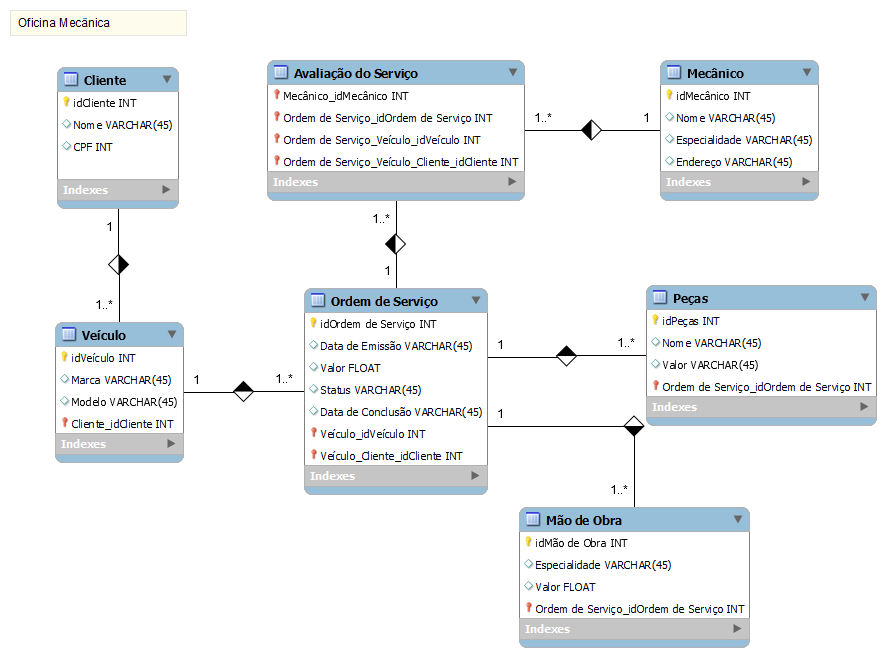 Oficina Mecânica
Cliente
idCliente INT
Nome VARCHAR(45)
CPF INT
Indexes
Avaliação do Serviço
Mecânico_idMecânico INT
Ordem de Serviço_idOrdem de Serviço INT
Ordem de Serviço_Veículo_idVeículo INT
Ordem de Serviço_Veículo_Cliente_idCliente INT
Indexes
1..*
1
Mecânico
idMecânico INT
Nome VARCHAR(45)
Especialidade VARCHAR(45)
Endereço VARCHAR(45)
Indexes
1
1..*
1..*
1
Veículo
idVeículo INT
Marca VARCHAR(45)
Modelo VARCHAR(45)
Cliente_idCliente INT
Indexes
1
1..*
Ordem de Serviço
idOrdem de Serviço INT
Data de Emissão VARCHAR(45)
Valor FLOAT
Status VARCHAR(45)
Data de Conclusão VARCHAR(45)
Veículo_idVeículo INT
Veículo_Cliente_idCliente INT
Indexes
1
1..*
Peças
idPeças INT
Nome VARCHAR(45)
Valor VARCHAR(45)
Ordem de Serviço_idOrdem de Serviço INT
Indexes
1
1..*
Mão de Obra
idMão de Obra INT
Especialidade VARCHAR(45)
Valor FLOAT
Ordem de Serviço_idOrdem de Serviço INT
Indexes